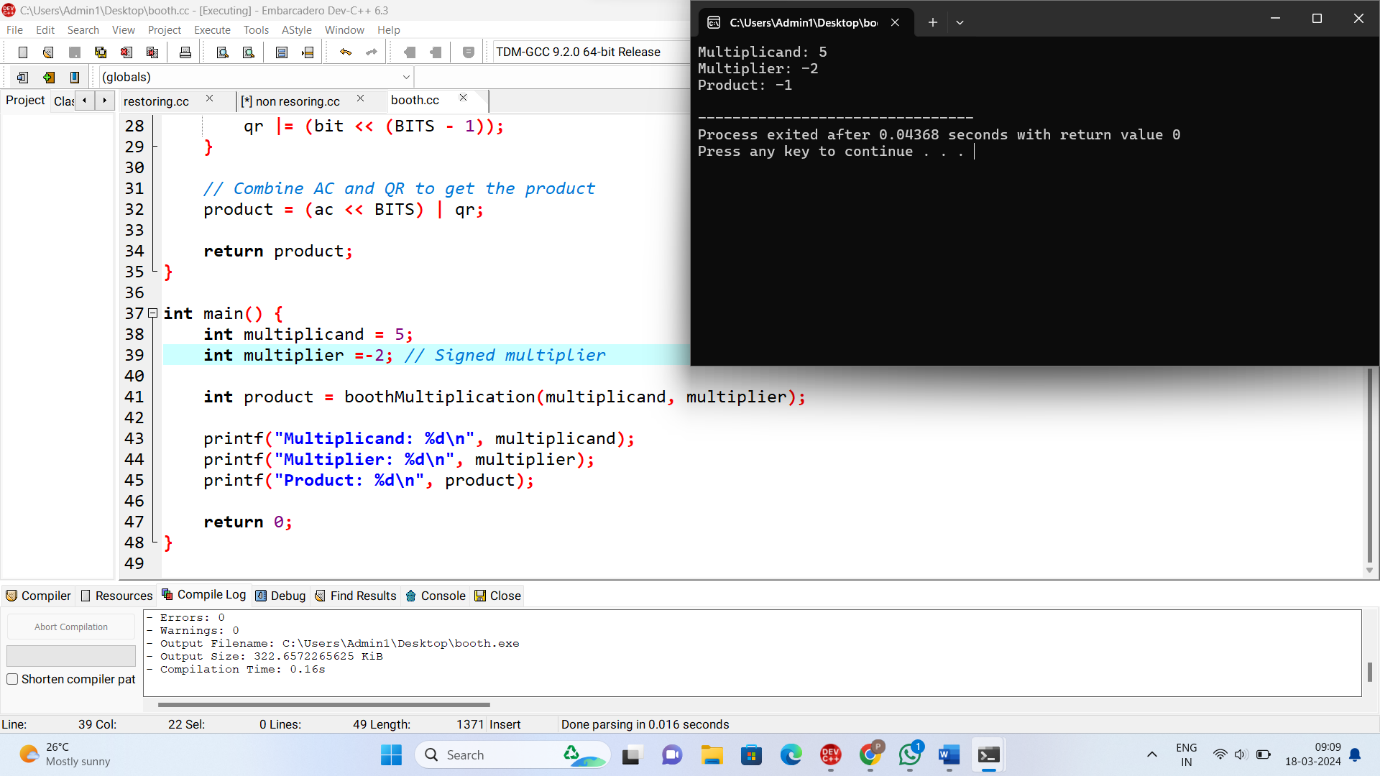 C:\Users\Admin1\Desktop\booth.cc - [Executing] - Embarcadero Dev-C++ 6.3
File Edit Search View Project Execute Tools AStyle Window Help
TDM-GCC 9.2.0 64-bit Release
(globals)
Project Clas restoring.cc [*] non resoring.cc booth.cc
28 qr |= (bit << (BITS - 1));
29 }
30
31 // Combine AC and QR to get the product
32 product = (ac << BITS) | qr;
33
34 return product;
35 }
36
37 int main() {
38 int multiplicand = 5;
39 int multiplier =-2; // Signed multiplier
40
41 int product = boothMultiplication(multiplicand, multiplier);
42
43 printf("Multiplicand: %d\n", multiplicand);
44 printf("Multiplier: %d\n", multiplier);
45 printf("Product: %d\n", product);
46
47 return 0;
48 }
49
C:\Users\Admin1\Desktop\bo
Multiplicand: 5
Multiplier: -2
Product: -1
--------------------------------
Process exited after 0.04368 seconds with return value 0
Press any key to continue . . .
Compiler Resources Compile Log Debug Find Results Console Close
Abort Compilation
Shorten compiler pat
- Errors: 0
- Warnings: 0
- Output Filename: C:\Users\Admin1\Desktop\booth.exe
- Output Size: 322.6572265625 KiB
- Compilation Time: 0.16s
Line: 39 Col: 22 Sel: 0 Lines: 49 Length: 1371 Insert Done parsing in 0.016 seconds
26°C
Mostly sunny
Search
DEV
C++
P
1
ENG
IN
09:09
18-03-2024